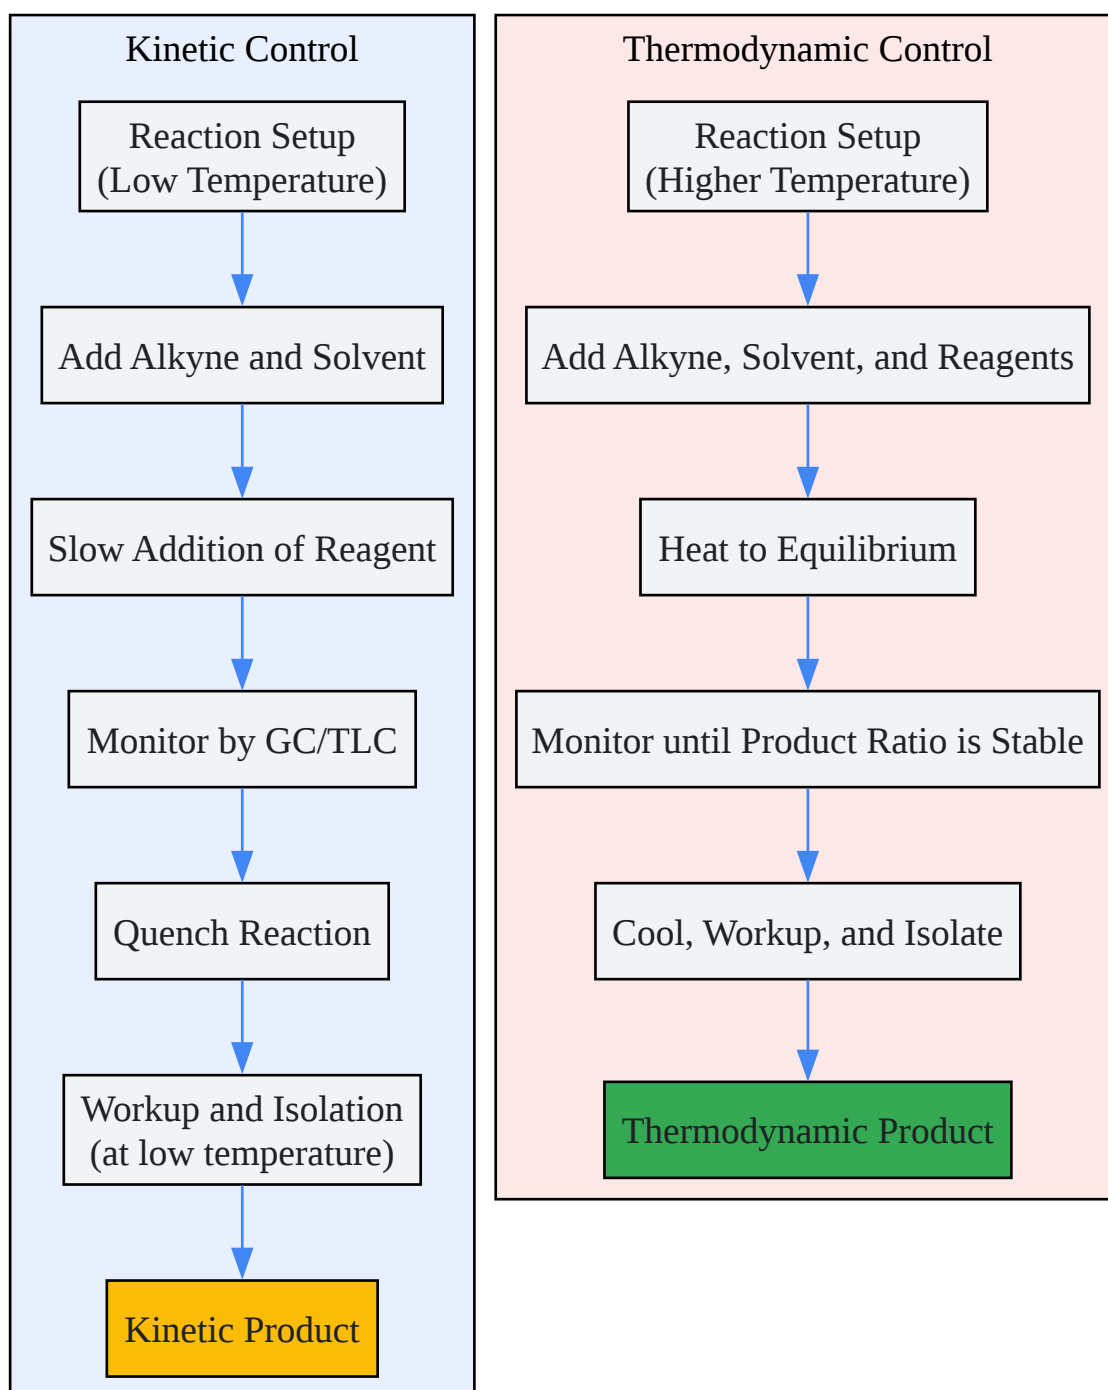 Kinetic Control
Reaction Setup
(Low Temperature)
Add Alkyne and Solvent
Slow Addition of Reagent
Monitor by GC/TLC
Quench Reaction
Workup and Isolation
(at low temperature)
Kinetic Product
Thermodynamic Control
Reaction Setup
(Higher Temperature)
Add Alkyne, Solvent, and Reagents
Heat to Equilibrium
Monitor until Product Ratio is Stable
Cool, Workup, and Isolate
Thermodynamic Product